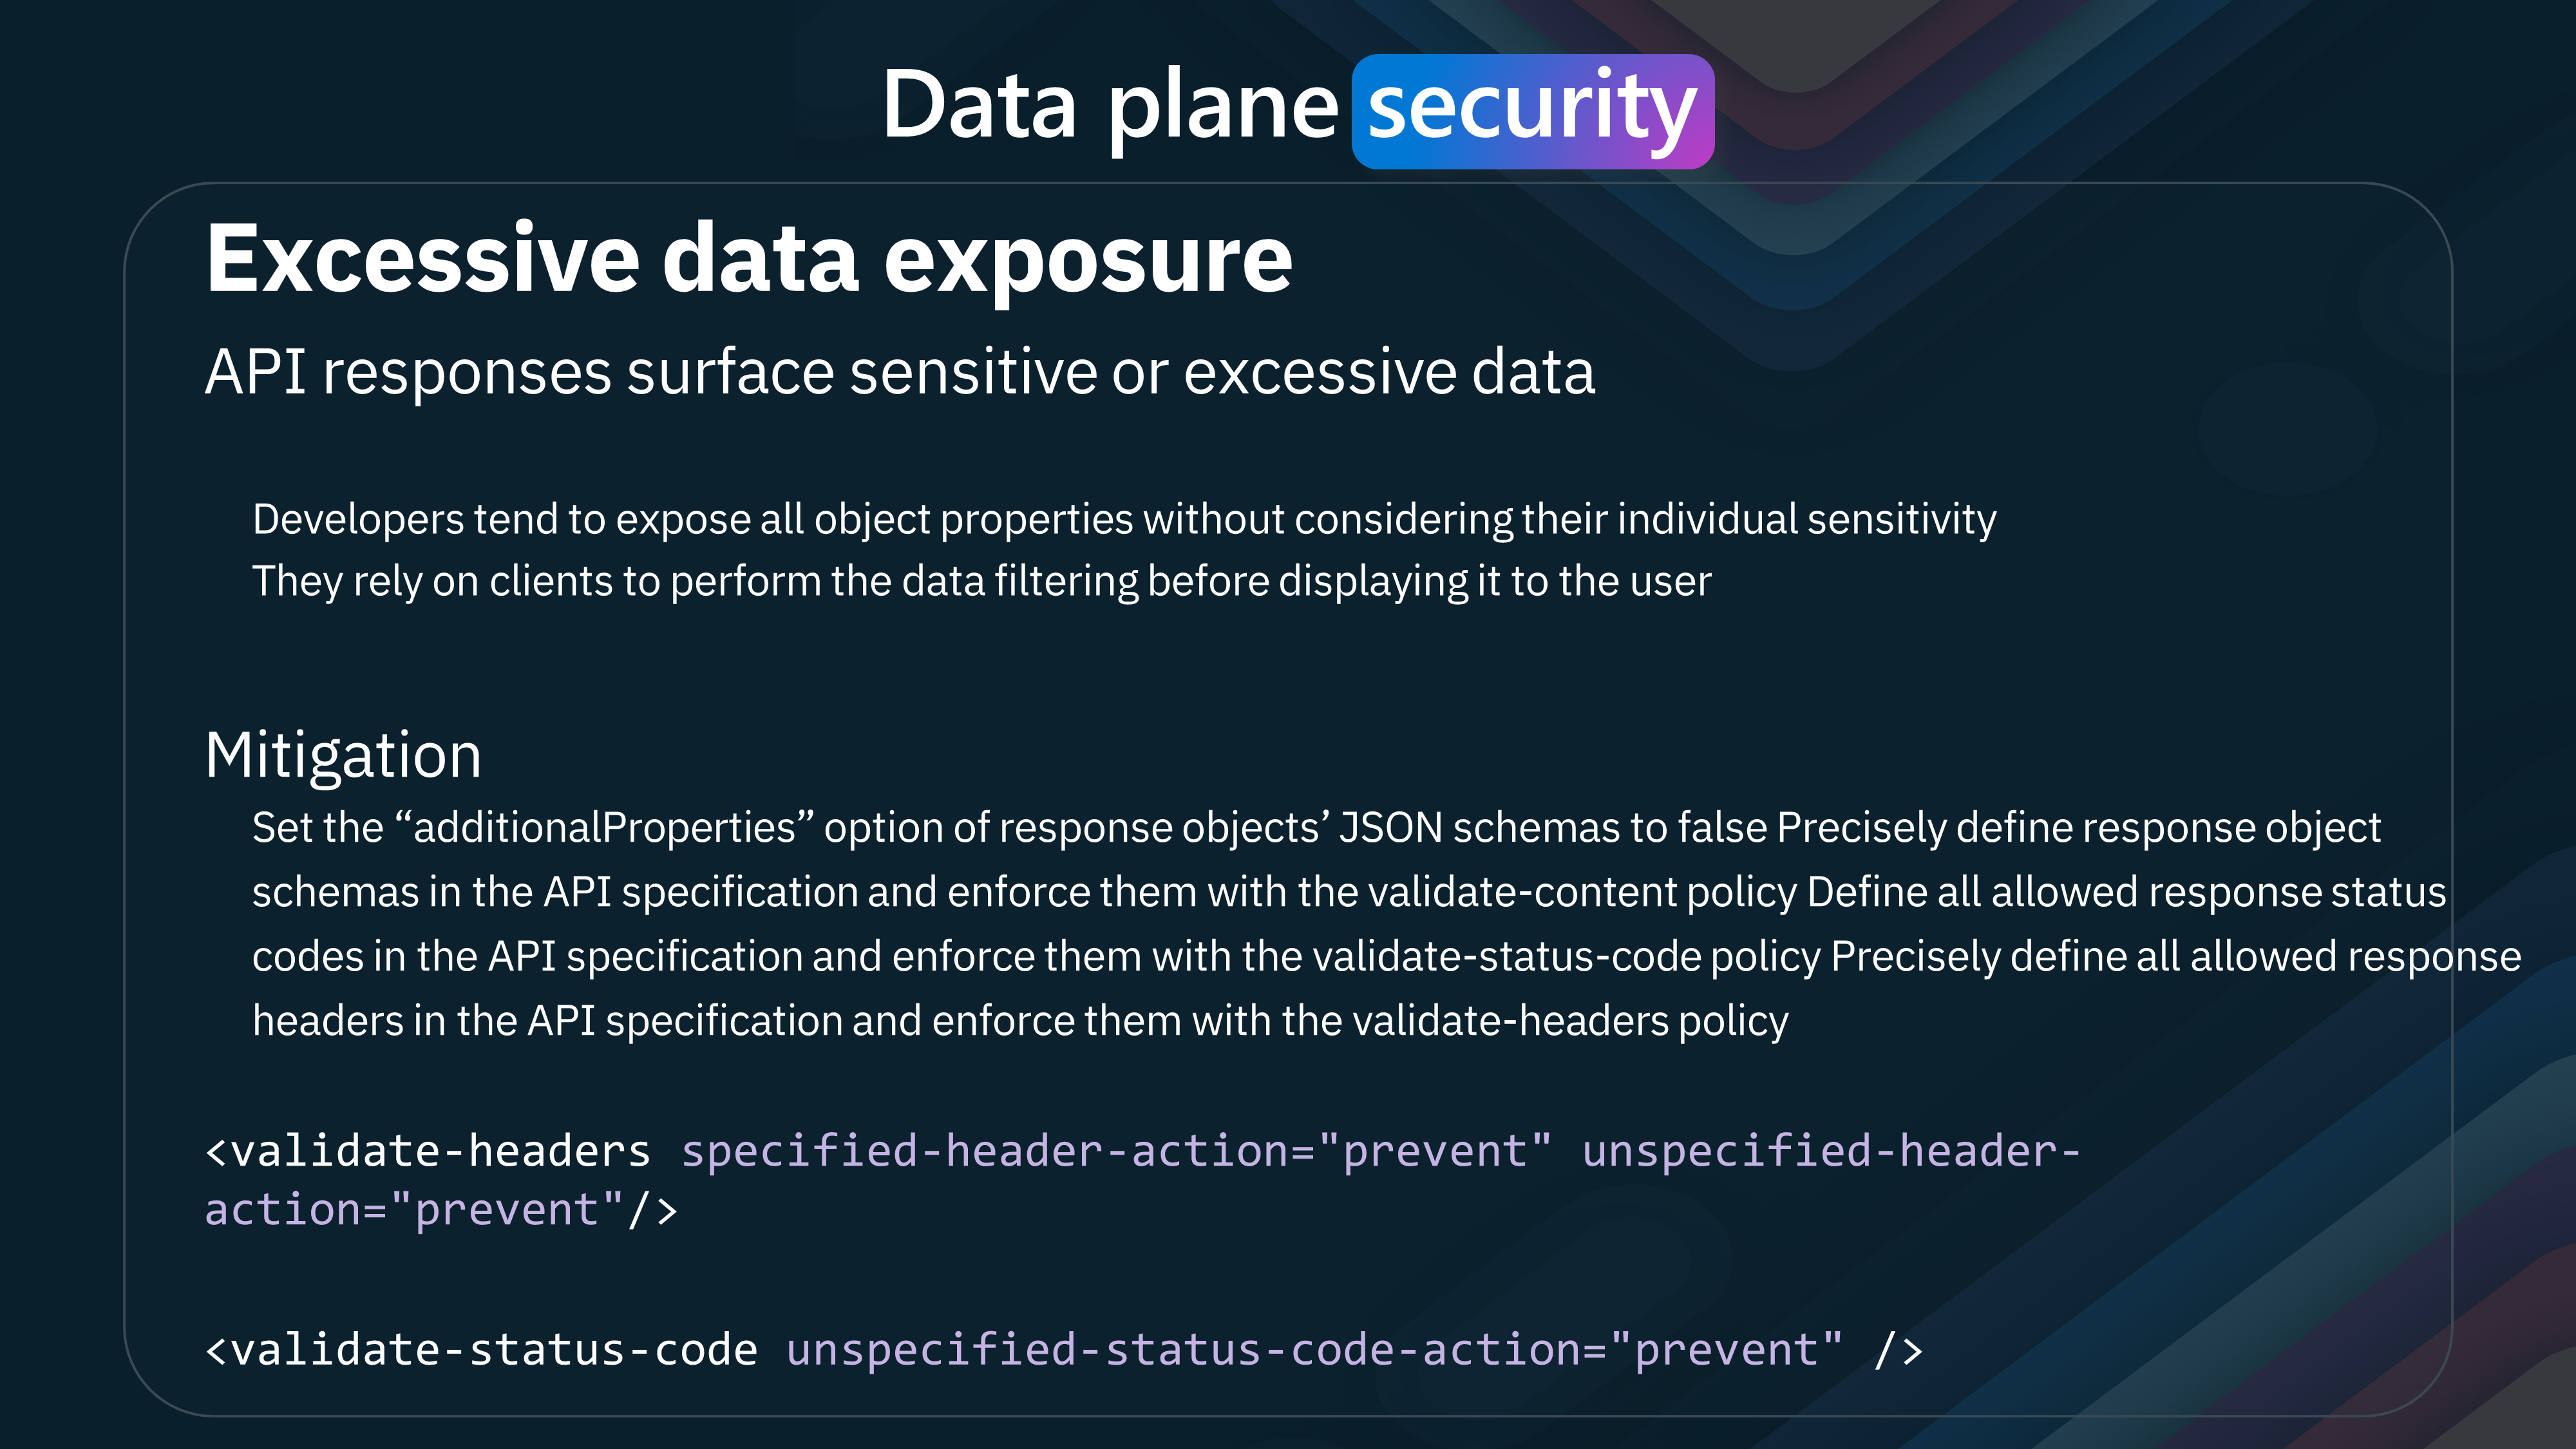 Data plane security
Excessive data exposure
API responses surface sensitive or excessive data
Developers tend to expose all object properties without considering their individual sensitivity
They rely on clients to perform the data filtering before displaying it to the user
Mitigation
Set the “additionalProperties” option of response objects’ JSON schemas to false Precisely define response object
schemas in the API specification and enforce them with the validate-content policy Define all allowed response status
codes in the API specification and enforce them with the validate-status-code policy Precisely define all allowed response
headers in the API specification and enforce them with the validate-headers policy
<validate-headers specified-header-action="prevent" unspecified-header-
action="prevent"/>
<validate-status-code unspecified-status-code-action="prevent" />